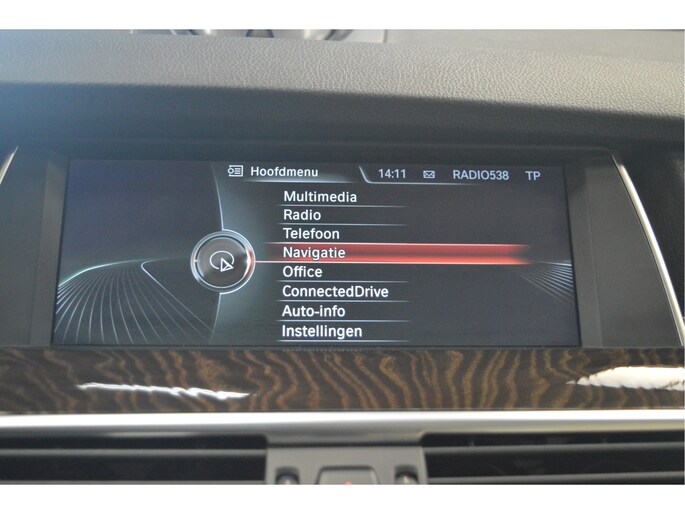 Hoofdmenu 14:11 RADIO538 TP
Multimedia
Radio
Telefoon
Navigatie
Office
ConnectedDrive
Auto-info
Instellingen